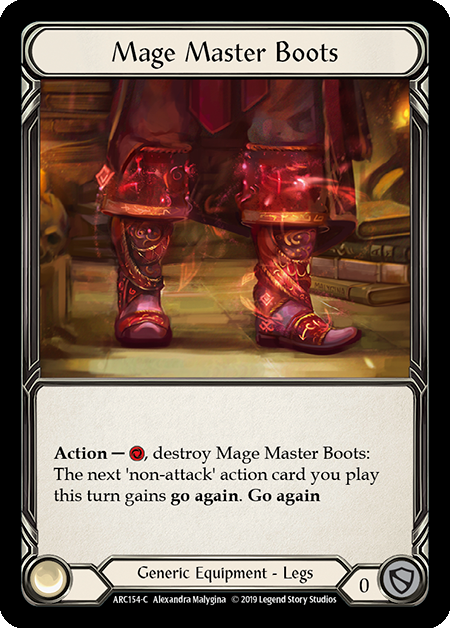 Mage Master Boots
Action — , destroy Mage Master Boots:
The next 'non-attack' action card you play
this turn gains go again. Go again
Generic Equipment - Legs
0
ARC154-C Alexandra Malygina © 2019 Legend Story Studios